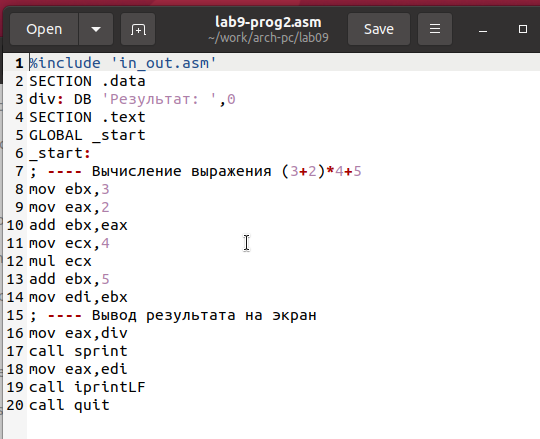 Open
lab9-prog2.asm
~/work/arch-pc/lab09
Save
1 %include 'in_out.asm'
2 SECTION .data
3 div: DB 'Результат: ',0
4 SECTION .text
5 GLOBAL _start
6 _start:
7 ; ---- Вычисление выражения (3+2)*4+5
8 mov ebx,3
9 mov eax,2
10 add ebx,eax
11 mov ecx,4
12 mul ecx
13 add ebx,5
14 mov edi,ebx
15 ; ---- Вывод результата на экран
16 mov eax,div
17 call sprint
18 mov eax,edi
19 call iprintLF
20 call quit